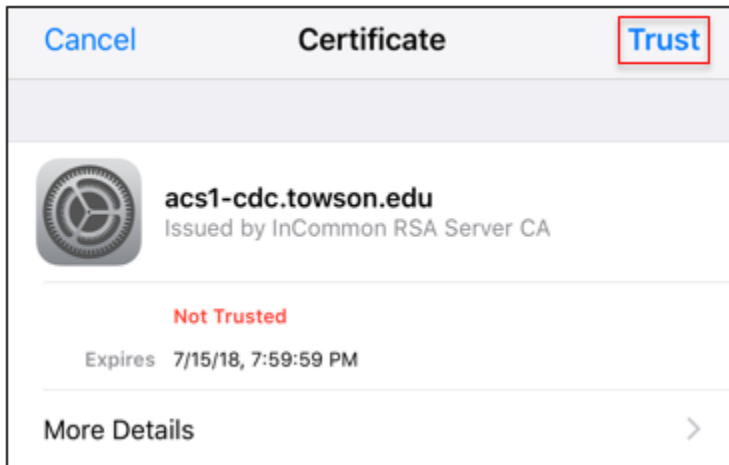 Cancel Certificate Trust
acs1-cdc.towson.edu
Issued by InCommon RSA Server CA
Not Trusted
Expires 7/15/18, 7:59:59 PM
More Details